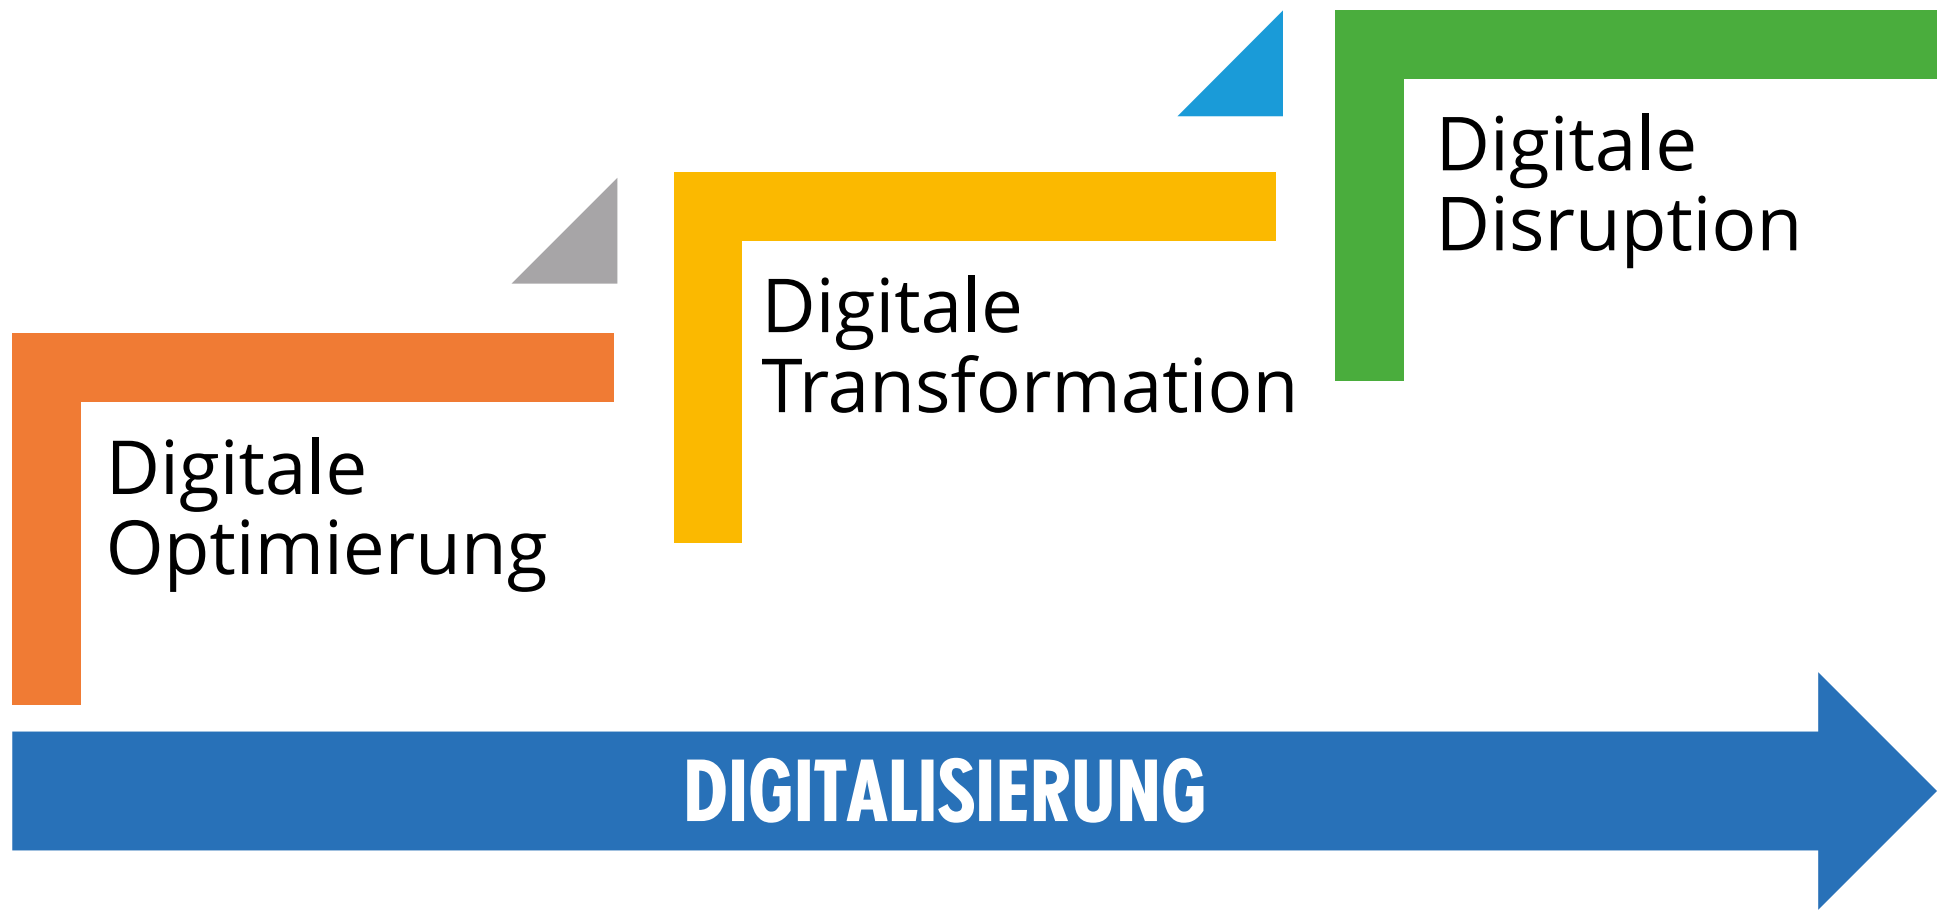 Digitale
Optimierung
Digitale
Transformation
Digitale
Disruption
DIGITALISIERUNG